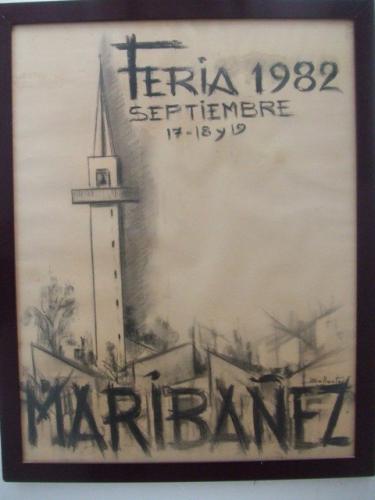 FERIA 1982
SEPTIEMBRE
17-18 y 19
MARIBAÑEZ